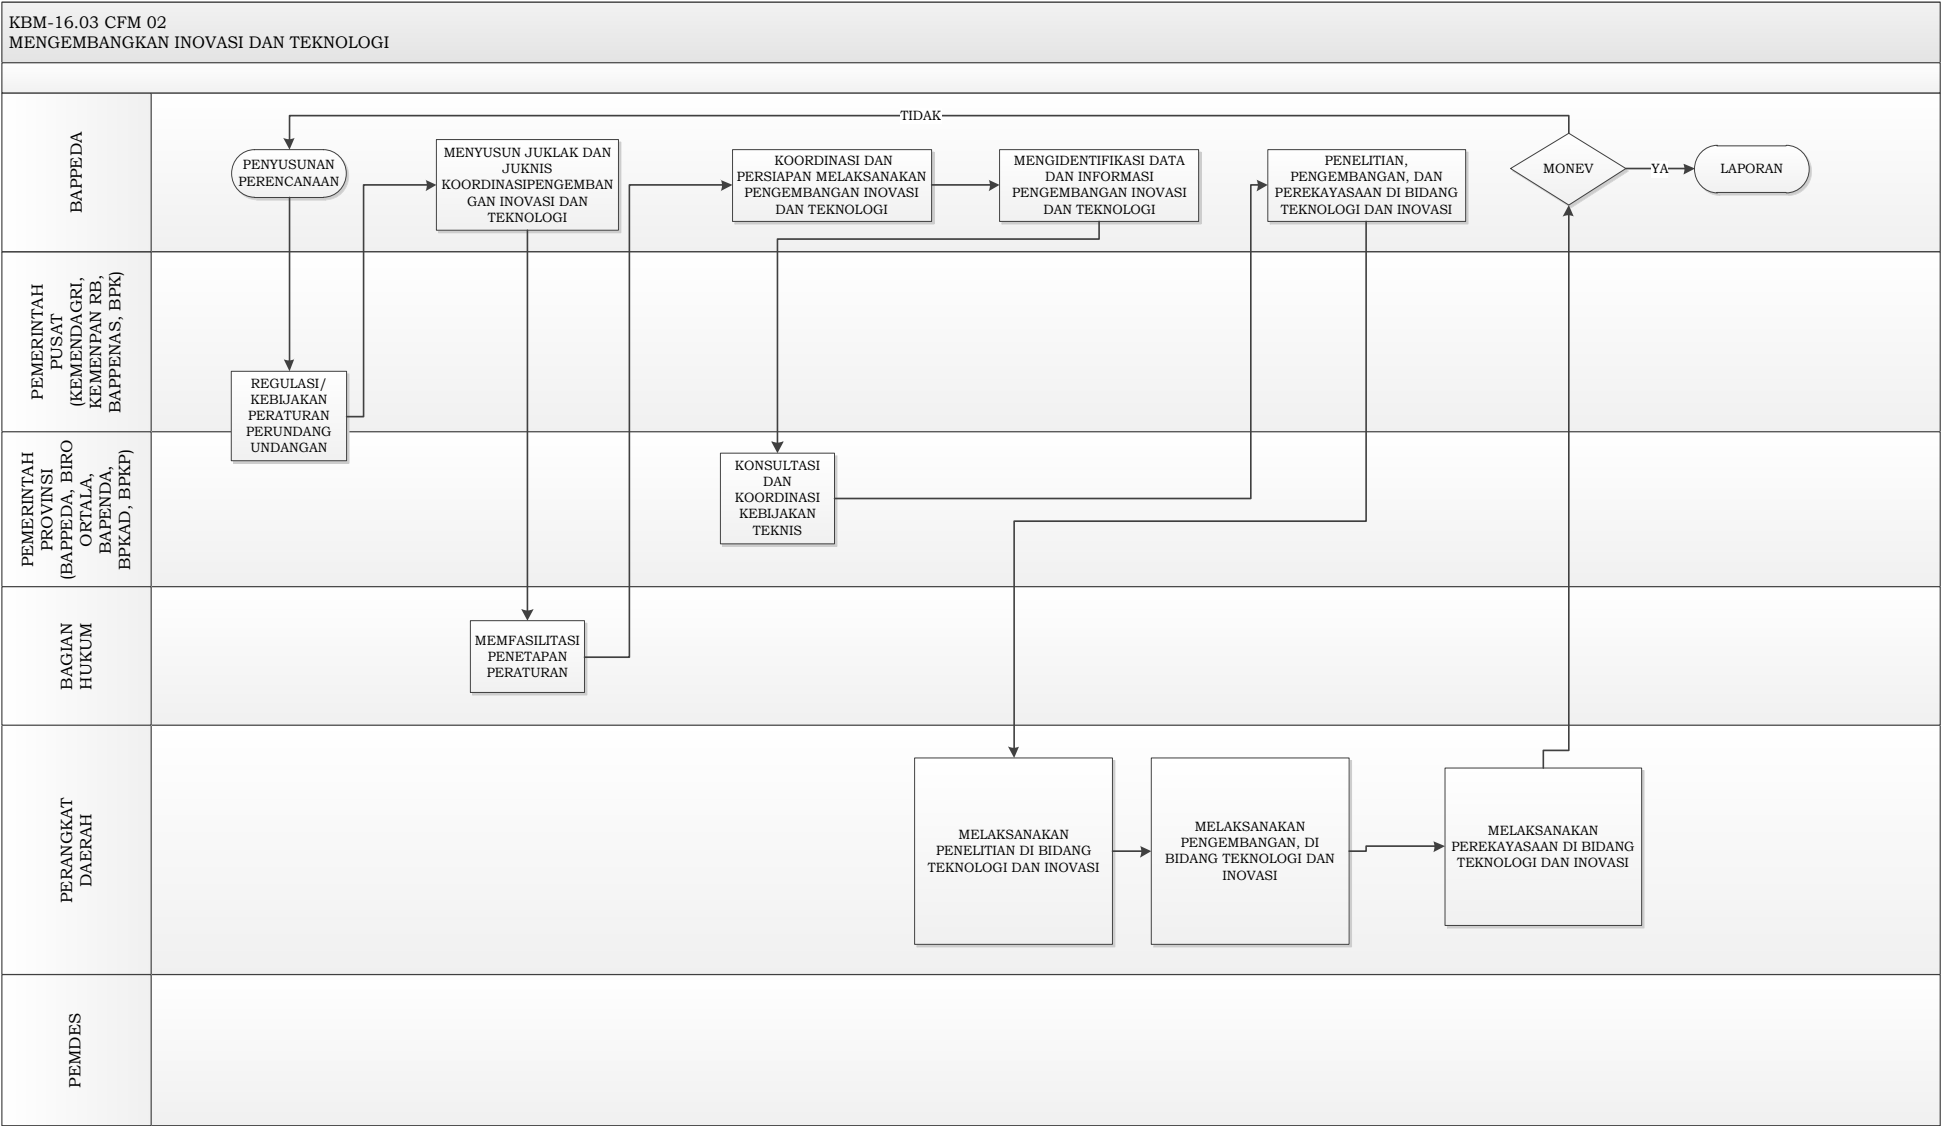 KBM-16.03 CFM 02
MENGEMBANGKAN INOVASI DAN TEKNOLOGI
BAPPEDA
TIDAK
PENYUSUNAN
PERENCANAAN
MENYUSUN JUKLAK DAN
JUKNIS
KOORDINASIPENGEMBAN
GAN INOVASI DAN
TEKNOLOGI
KOORDINASI DAN
PERSIAPAN MELAKSANAKAN
PENGEMBANGAN INOVASI
DAN TEKNOLOGI
MENGIDENTIFIKASI DATA
DAN INFORMASI
PENGEMBANGAN INOVASI
DAN TEKNOLOGI
PENELITIAN,
PENGEMBANGAN, DAN
PEREKAYASAAN DI BIDANG
TEKNOLOGI DAN INOVASI
MONEV
YA
LAPORAN
PEMERINTAH
PUSAT
(KEMENDAGRI,
KEMENPAN RB,
BAPPENAS, BPK)
REGULASI/
KEBIJAKAN
PERATURAN
PERUNDANG
UNDANGAN
PEMERINTAH
PROVINSI
(BAPPEDA, BIRO
ORTALA,
BAPENDA,
BPKAD, BPKP)
KONSULTASI
DAN
KOORDINASI
KEBIJAKAN
TEKNIS
BAGIAN
HUKUM
MEMFASILITASI
PENETAPAN
PERATURAN
PERANGKAT
DAERAH
MELAKSANAKAN
PENELITIAN DI BIDANG
TEKNOLOGI DAN INOVASI
MELAKSANAKAN
PENGEMBANGAN, DI
BIDANG TEKNOLOGI DAN
INOVASI
MELAKSANAKAN
PEREKAYASAAN DI BIDANG
TEKNOLOGI DAN INOVASI
PEMDES